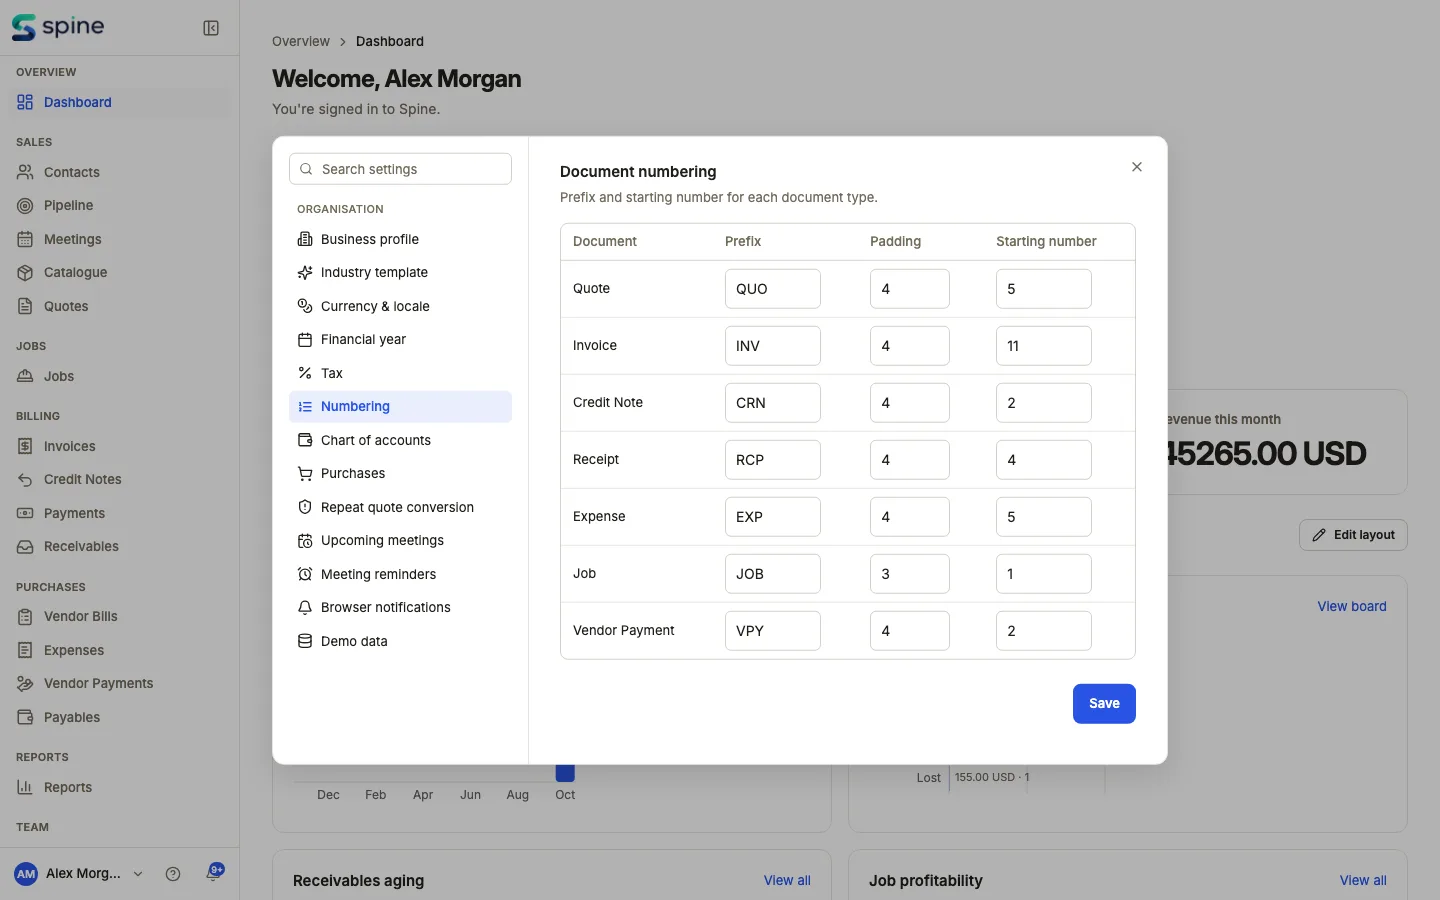 spine
OVERVIEW
Dashboard
SALES
Contacts
Pipeline
Meetings
Catalogue
Quotes
JOBS
Jobs
BILLING
Invoices
Credit Notes
Payments
Receivables
PURCHASES
Vendor Bills
Expenses
Vendor Payments
Payables
REPORTS
Reports
TEAM
AM Alex Morg... 9+
Overview > Dashboard
Welcome, Alex Morgan
You're signed in to Spine.
Search settings
ORGANISATION
Business profile
Industry template
Currency & locale
Financial year
Tax
Numbering
Chart of accounts
Purchases
Repeat quote conversion
Upcoming meetings
Meeting reminders
Browser notifications
Demo data
Document numbering
Prefix and starting number for each document type.
Document Prefix Padding Starting number
Quote QUO 4 5
Invoice INV 4 11
Credit Note CRN 4 2
Receipt RCP 4 4
Expense EXP 4 5
Job JOB 3 1
Vendor Payment VPY 4 2
Save
evenue this month
45265.00 USD
Edit layout
View board
Dec Feb Apr Jun Aug Oct
Lost 155.00 USD · 1
Receivables aging View all
Job profitability View all